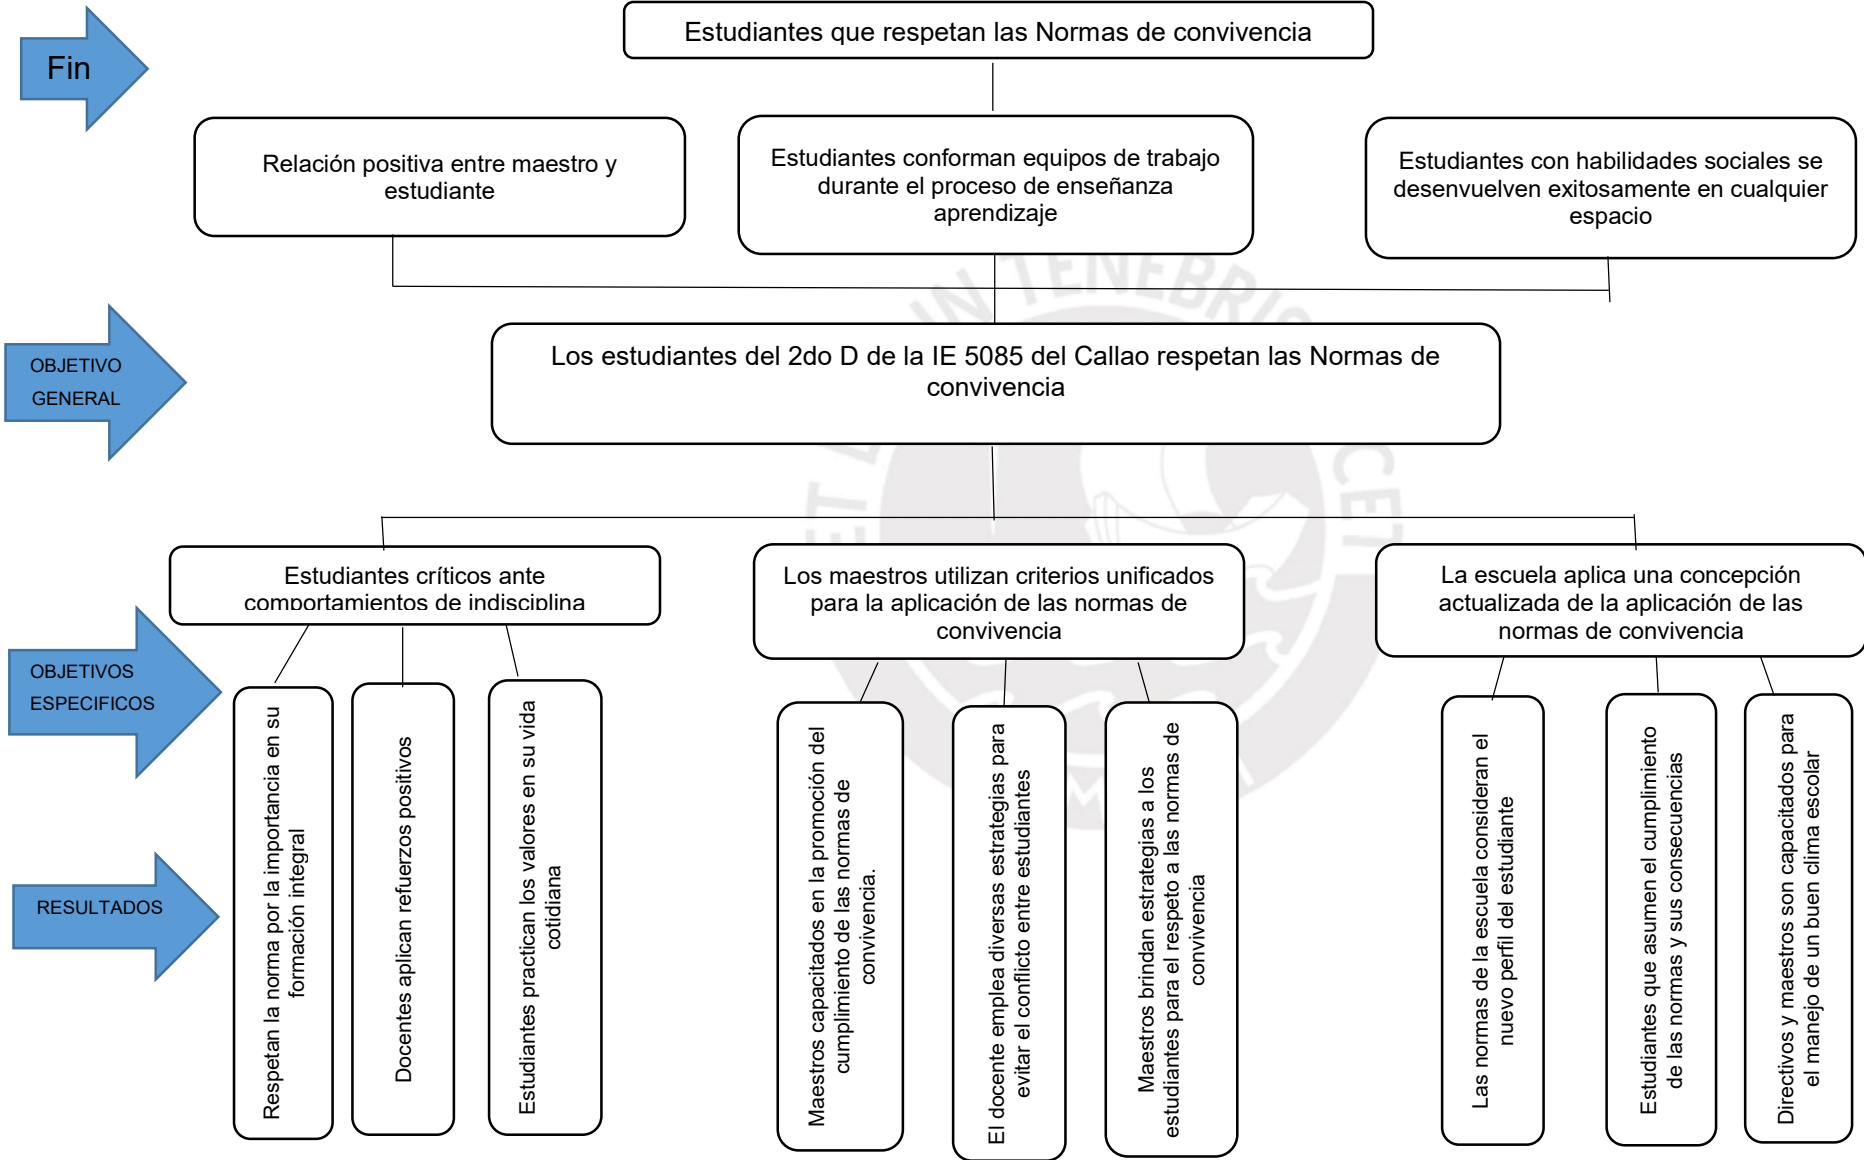 Estudiantes que respetan las Normas de convivencia
Fin
Relación positiva entre maestro y
estudiante
Estudiantes conforman equipos de trabajo
durante el proceso de enseñanza
aprendizaje
Estudiantes con habilidades sociales se
desenvuelven exitosamente en cualquier
espacio
OBJETIVO
GENERAL
Los estudiantes del 2do D de la IE 5085 del Callao respetan las Normas de
convivencia
Estudiantes críticos ante
comportamientos de indisciplina
Los maestros utilizan criterios unificados
para la aplicación de las normas de
convivencia
La escuela aplica una concepción
actualizada de la aplicación de las
normas de convivencia
OBJETIVOS
ESPECIFICOS
RESULTADOS
Respetan la norma por la importancia en su
formación integral
Docentes aplican refuerzos positivos
Estudiantes practican los valores en su vida
cotidiana
Maestros capacitados en la promoción del
cumplimiento de las normas de
convivencia.
El docente emplea diversas estrategias para
evitar el conflicto entre estudiantes
Maestros brindan estrategias a los
estudiantes para el respeto a las normas de
convivencia
Las normas de la escuela consideran el
nuevo perfil del estudiante
Estudiantes que asumen el cumplimiento
de las normas y sus consecuencias
Directivos y maestros son capacitados para
el manejo de un buen clima escolar